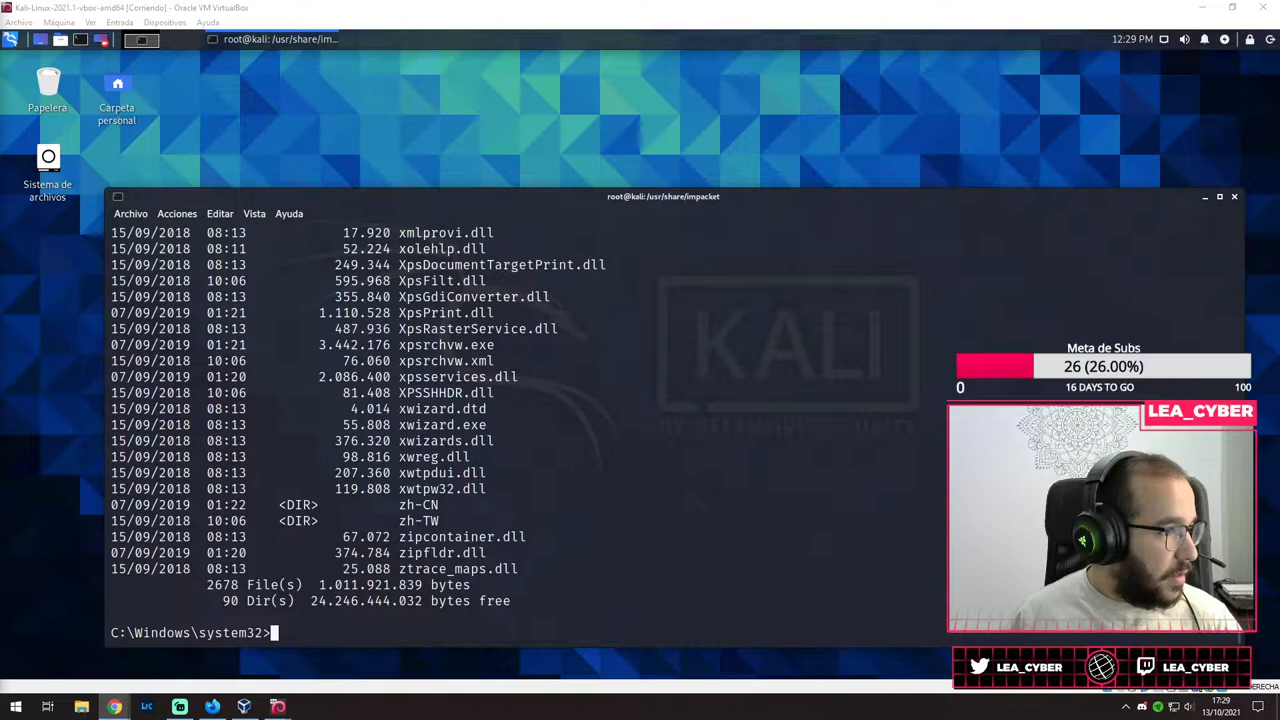 Kali-Linux-2021.1-vbox-amd64 [Corriendo] - Oracle VM VirtualBox
Archivo Máquina Ver Entrada Dispositivos Ayuda
root@kali: /usr/share/im...
12:29 PM
Papelera
Carpeta
personal
Sistema de
archivos
root@kali: /usr/share/impacket
Archivo Acciones Editar Vista Ayuda
15/09/2018 08:13 17.920 xmlprovi.dll
15/09/2018 08:11 52.224 xolehlp.dll
15/09/2018 08:13 249.344 XpsDocumentTargetPrint.dll
15/09/2018 10:06 595.968 XpsFilt.dll
15/09/2018 08:13 355.840 XpsGdiConverter.dll
07/09/2019 01:21 1.110.528 XpsPrint.dll
15/09/2018 08:13 487.936 XpsRasterService.dll
07/09/2019 01:21 3.442.176 xpsrchvw.exe
15/09/2018 10:06 76.060 xpsrchvw.xml
07/09/2019 01:20 2.086.400 xpsservices.dll
15/09/2018 10:06 81.408 XPSSHHDR.dll
15/09/2018 08:13 4.014 xwizard.dtd
15/09/2018 08:13 55.808 xwizard.exe
15/09/2018 08:13 376.320 xwizards.dll
15/09/2018 08:13 98.816 xwreg.dll
15/09/2018 08:13 207.360 xwtpdui.dll
15/09/2018 08:13 119.808 xwtpw32.dll
07/09/2019 01:22 <DIR> zh-CN
15/09/2018 10:06 <DIR> zh-TW
15/09/2018 08:13 67.072 zipcontainer.dll
07/09/2019 01:20 374.784 zipfldr.dll
15/09/2018 08:13 25.088 ztrace_maps.dll
2678 File(s) 1.011.921.839 bytes
90 Dir(s) 24.246.444.032 bytes free
C:\Windows\system32>
KALI
Meta de Subs
26 (26.00%)
0 16 DAYS TO GO 100
LEA_CYBER
LEA_CYBER LEA_CYBER
DERECHA
LrC
17:29
13/10/2021